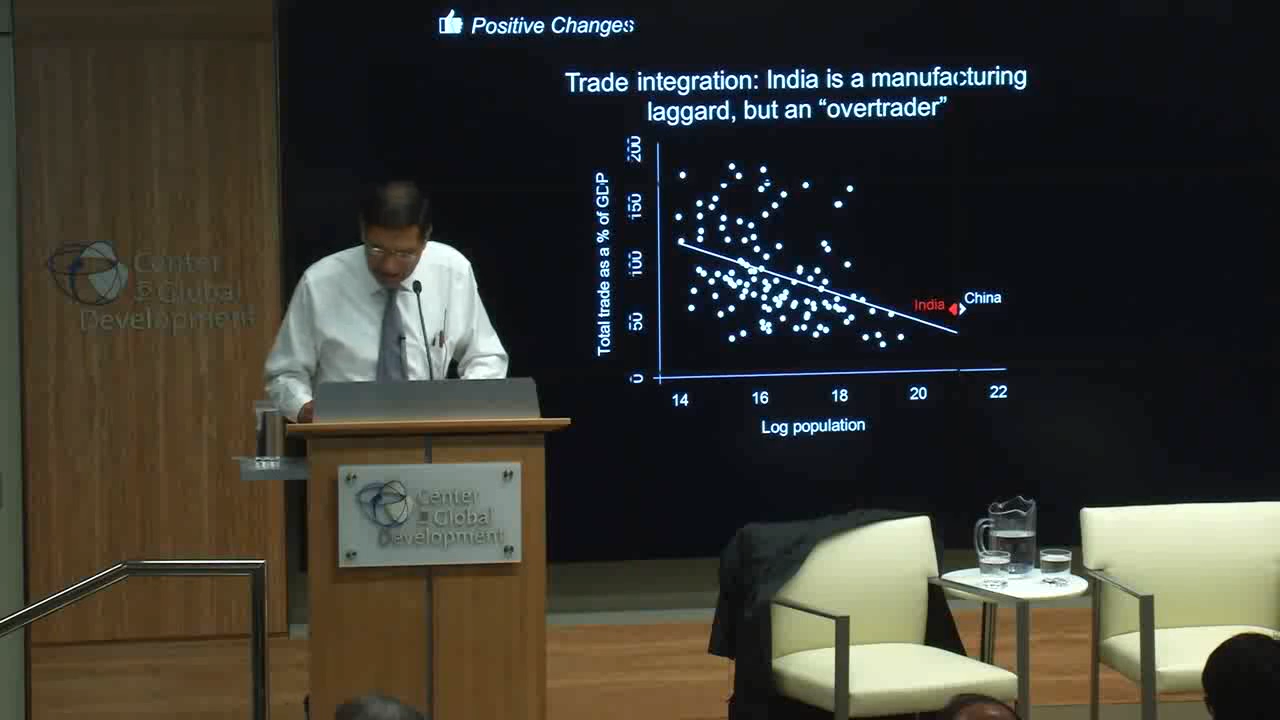 Positive Changes
Trade integration: India is a manufacturing
laggard, but an “overtrader”
Total trade as a % of GDP
200
150
100
50
0
India
China
14
16
18
20
22
Log population
Center
for Global
Development
Center
for Global
Development